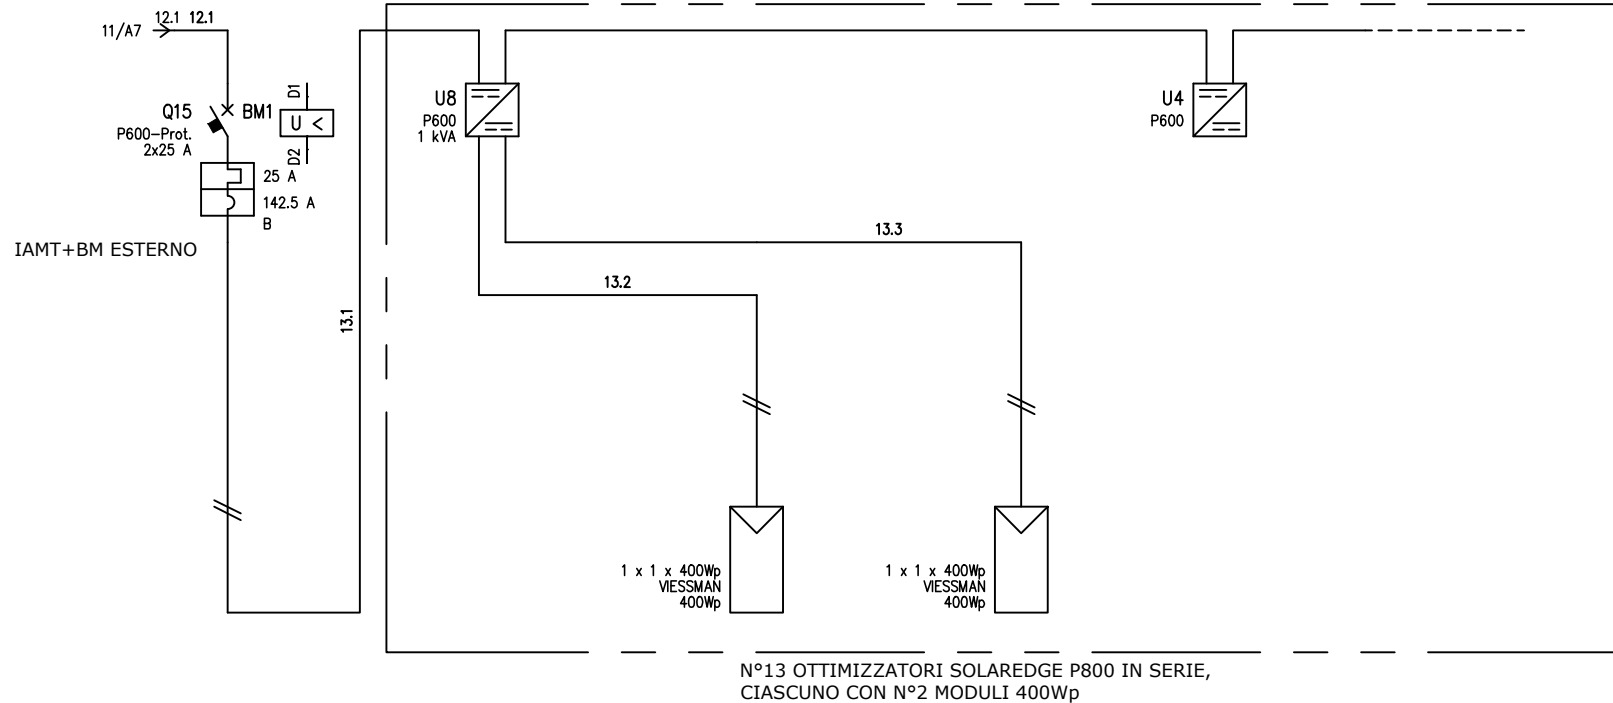 12.1 12.1
11/A7
Q15
P600-Prot.
2x25 A
BM1
D1
U <
D2
25 A
142.5 A
B
IAMT+BM ESTERNO
13.1
U8
P600
1 kVA
U4
P600
13.3
13.2
1 x 1 x 400Wp
VIESSMAN
400Wp
1 x 1 x 400Wp
VIESSMAN
400Wp
N°13 OTTIMIZZATORI SOLAREDGE P800 IN SERIE,
CIASCUNO CON N°2 MODULI 400Wp